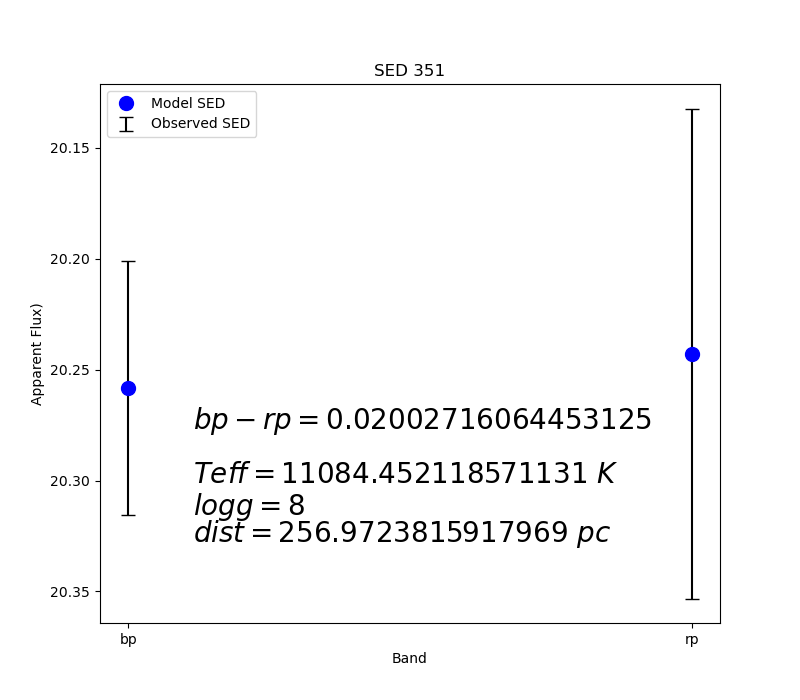 SED 351
Model SED
Observed SED
20.15
20.20
20.25
20.30
20.35
Apparent Flux)
bp − rp = 0.02002716064453125
Teff = 11084.452118571131 K
logg = 8
dist = 256.9723815917969 pc
bp
rp
Band